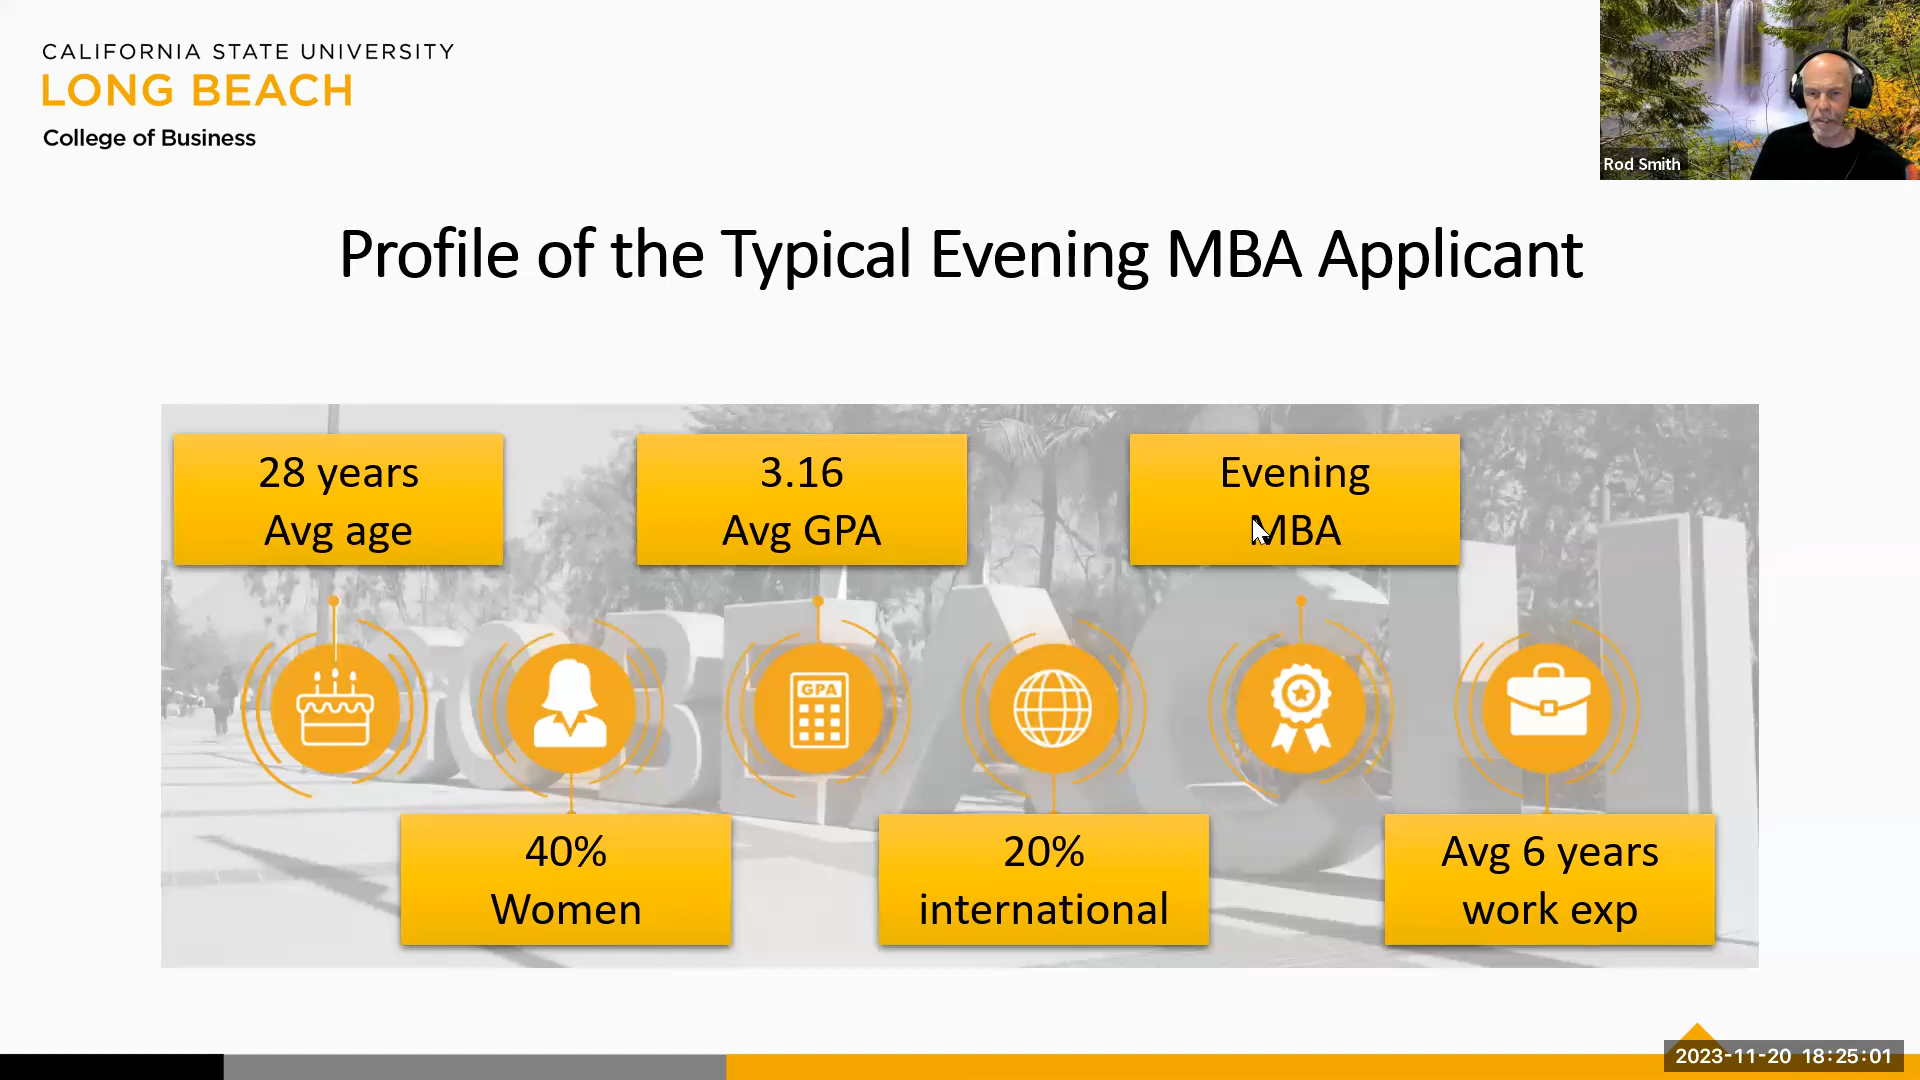 CALIFORNIA STATE UNIVERSITY
LONG BEACH
College of Business
Rod Smith
Profile of the Typical Evening MBA Applicant
28 years
Avg age
3.16
Avg GPA
Evening
MBA
GPA
40%
Women
20%
international
Avg 6 years
work exp
2023-11-20 18:25:01